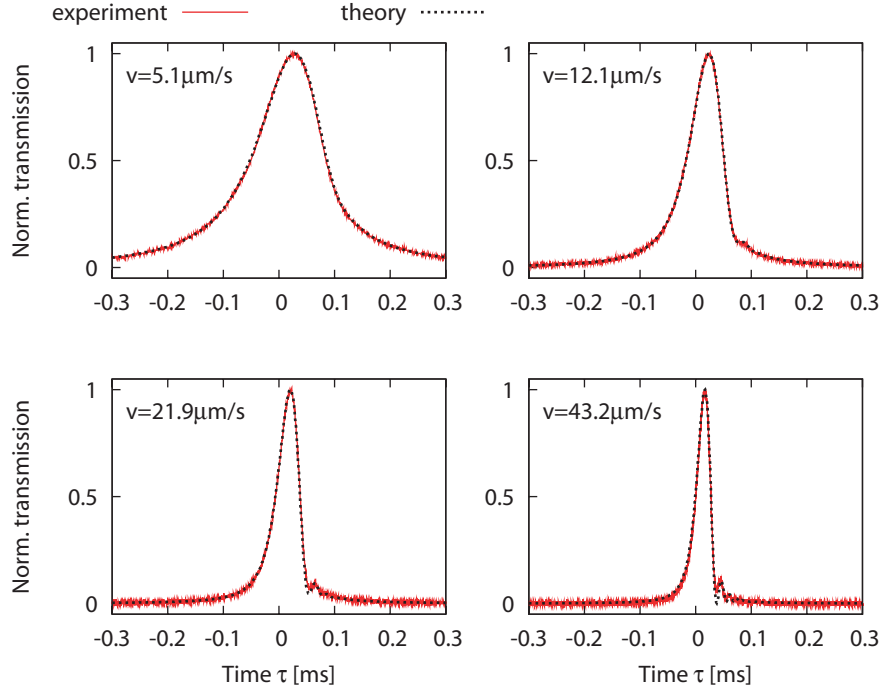 experiment theory
v=5.1μm/s
v=12.1μm/s
Norm. transmission
1
0.5
0
-0.3 -0.2 -0.1 0 0.1 0.2 0.3
-0.3 -0.2 -0.1 0 0.1 0.2 0.3
1
0.5
0
v=21.9μm/s
v=43.2μm/s
Norm. transmission
1
0.5
0
-0.3 -0.2 -0.1 0 0.1 0.2 0.3
-0.3 -0.2 -0.1 0 0.1 0.2 0.3
1
0.5
0
Time τ [ms]
Time τ [ms]